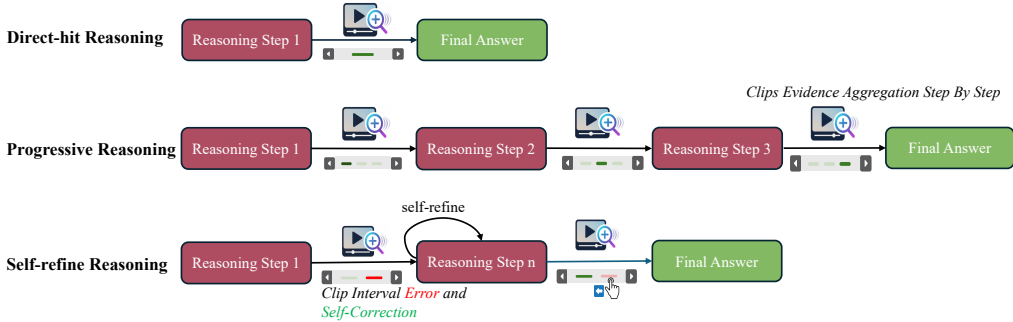 Direct-hit Reasoning
Reasoning Step 1
Final Answer
Clips Evidence Aggregation Step By Step
Progressive Reasoning
Reasoning Step 1
Reasoning Step 2
Reasoning Step 3
Final Answer
self-refine
Self-refine Reasoning
Reasoning Step 1
Reasoning Step n
Final Answer
Clip Interval Error and
Self-Correction